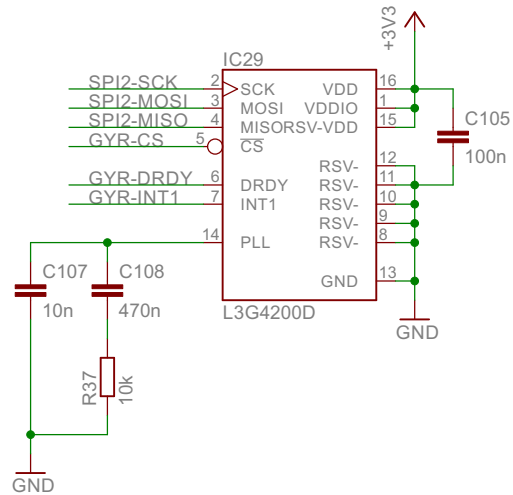 +3V3
IC29
SPI2-SCK 2 SCK VDD 16
SPI2-MOSI 3 MOSI VDDIO 1
SPI2-MISO 4 MISO RSV-VDD 15
GYR-CS 5 CS
C105
100n
RSV- 12
GYR-DRDY 6 DRDY RSV- 11
GYR-INT1 7 INT1 RSV- 10
RSV- 9
14 PLL RSV- 8
GND 13
C107 C108
10n 470n
L3G4200D
GND
R37
10k
GND